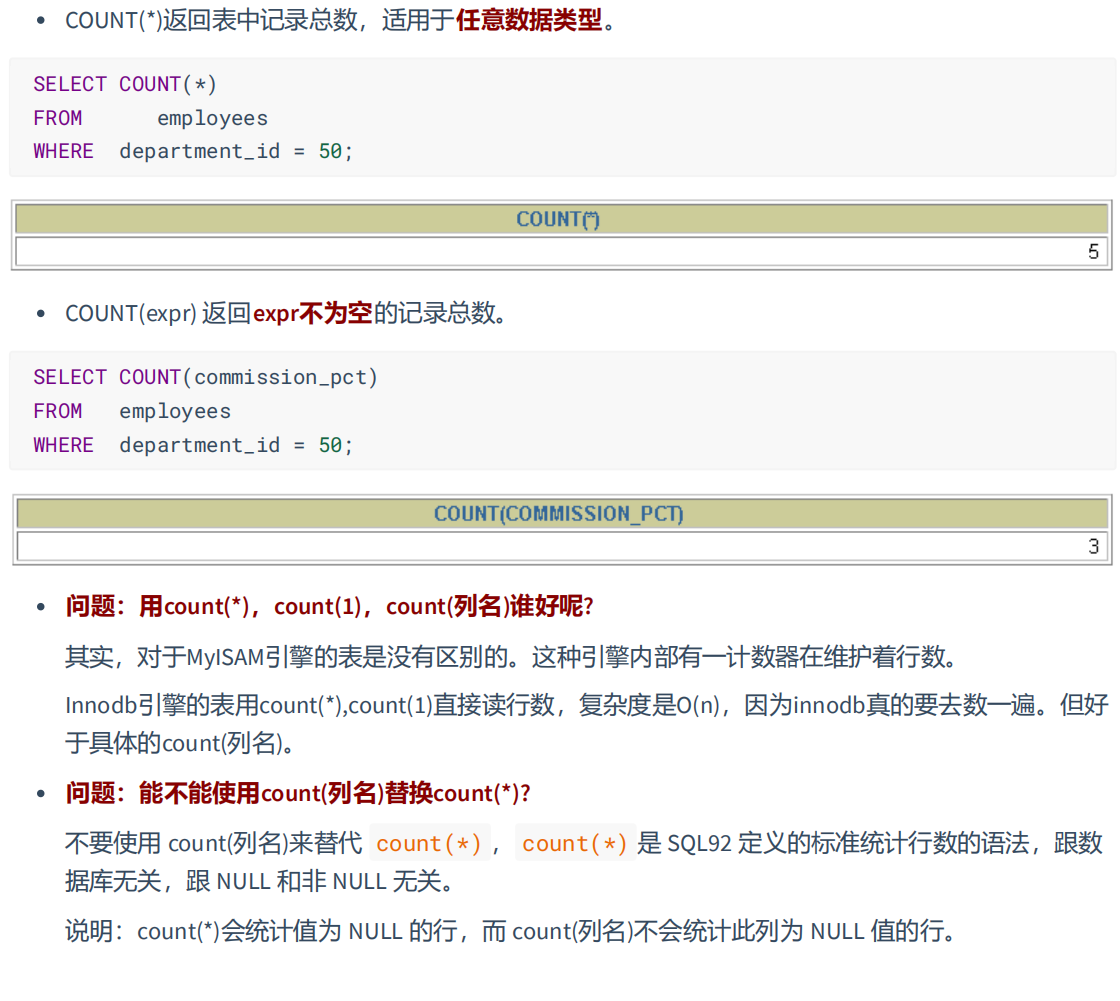 COUNT(*)返回表中记录总数，适用于任意数据类型。
SELECT COUNT(*)
FROM employees
WHERE department_id = 50;
COUNT(*)
5
COUNT(expr) 返回expr不为空的记录总数。
SELECT COUNT(commission_pct)
FROM employees
WHERE department_id = 50;
COUNT(COMMISSION_PCT)
3
问题：用count(*)，count(1)，count(列名)谁好呢?
其实，对于MyISAM引擎的表是没有区别的。这种引擎内部有一计数器在维护着行数。
Innodb引擎的表用count(*),count(1)直接读行数，复杂度是O(n)，因为innodb真的要去数一遍。但好
于具体的count(列名)。
问题：能不能使用count(列名)替换count(*)?
不要使用 count(列名)来替代 count(*) ， count(*) 是 SQL92 定义的标准统计行数的语法，跟数
据库无关，跟 NULL 和非 NULL 无关。
说明：count(*)会统计值为 NULL 的行，而 count(列名)不会统计此列为 NULL 值的行。